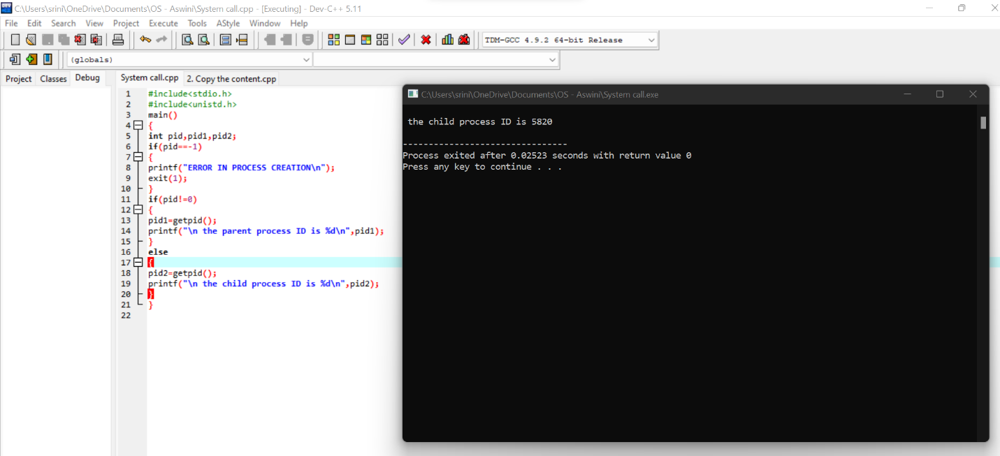 C:\Users\srini\OneDrive\Documents\OS - Aswini\System call.cpp - [Executing] - Dev-C++ 5.11
File Edit Search View Project Execute Tools AStyle Window Help
TDM-GCC 4.9.2 64-bit Release
(globals)
Project Classes Debug
System call.cpp 2. Copy the content.cpp
1 #include<stdio.h>
2 #include<unistd.h>
3 main()
4 {
5 int pid,pid1,pid2;
6 if(pid==-1)
7 {
8 printf("ERROR IN PROCESS CREATION\n");
9 exit(1);
10 }
11 if(pid!=0)
12 {
13 pid1=getpid();
14 printf("\n the parent process ID is %d\n",pid1);
15 }
16 else
17 {
18 pid2=getpid();
19 printf("\n the child process ID is %d\n",pid2);
20 }
21 }
22
C:\Users\srini\OneDrive\Documents\OS - Aswini\System call.exe
the child process ID is 5820
--------------------------------
Process exited after 0.02523 seconds with return value 0
Press any key to continue . . .